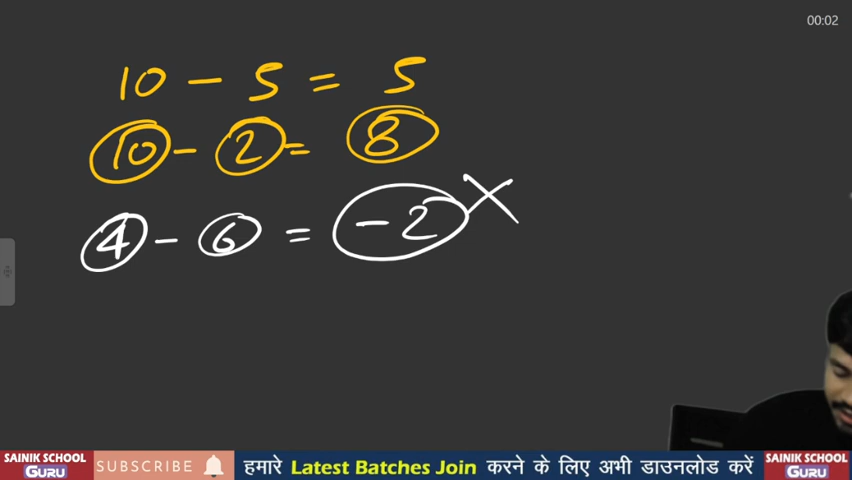 00:02
10 - 5 = 5
10 - 2 = 8
4 - 6 = -2 ×
SAINIK SCHOOL GURU SUBSCRIBE हमारे Latest Batches Join करने के लिए अभी डाउनलोड करें SAINIK SCHOOL GURU